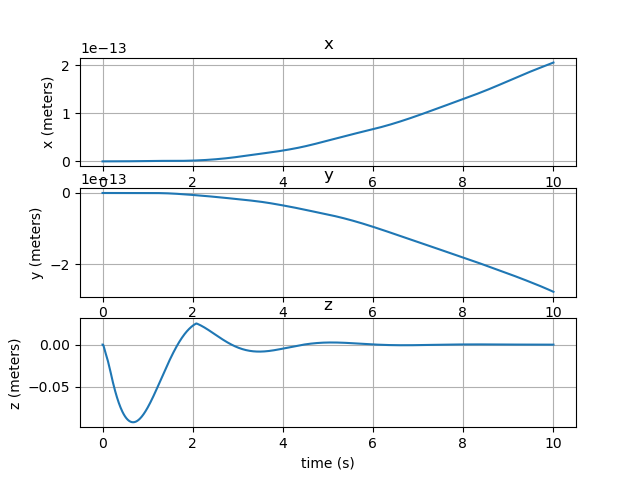 x
1e−13
x (meters)
2
1
0
0 2 4 6 8 10
y
1e−13
y (meters)
0
−2
0 2 4 6 8 10
z
z (meters)
0.00
−0.05
0 2 4 6 8 10
time (s)